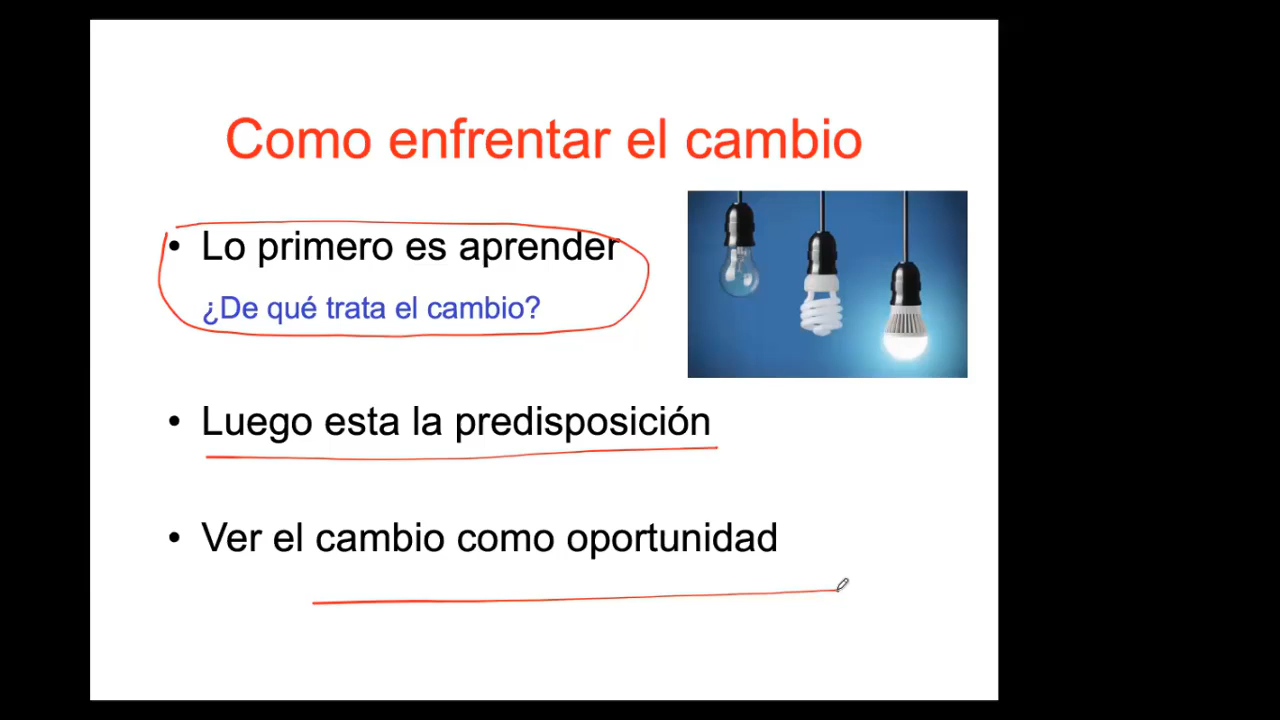 Como enfrentar el cambio
• Lo primero es aprender
¿De qué trata el cambio?
• Luego esta la predisposición
• Ver el cambio como oportunidad